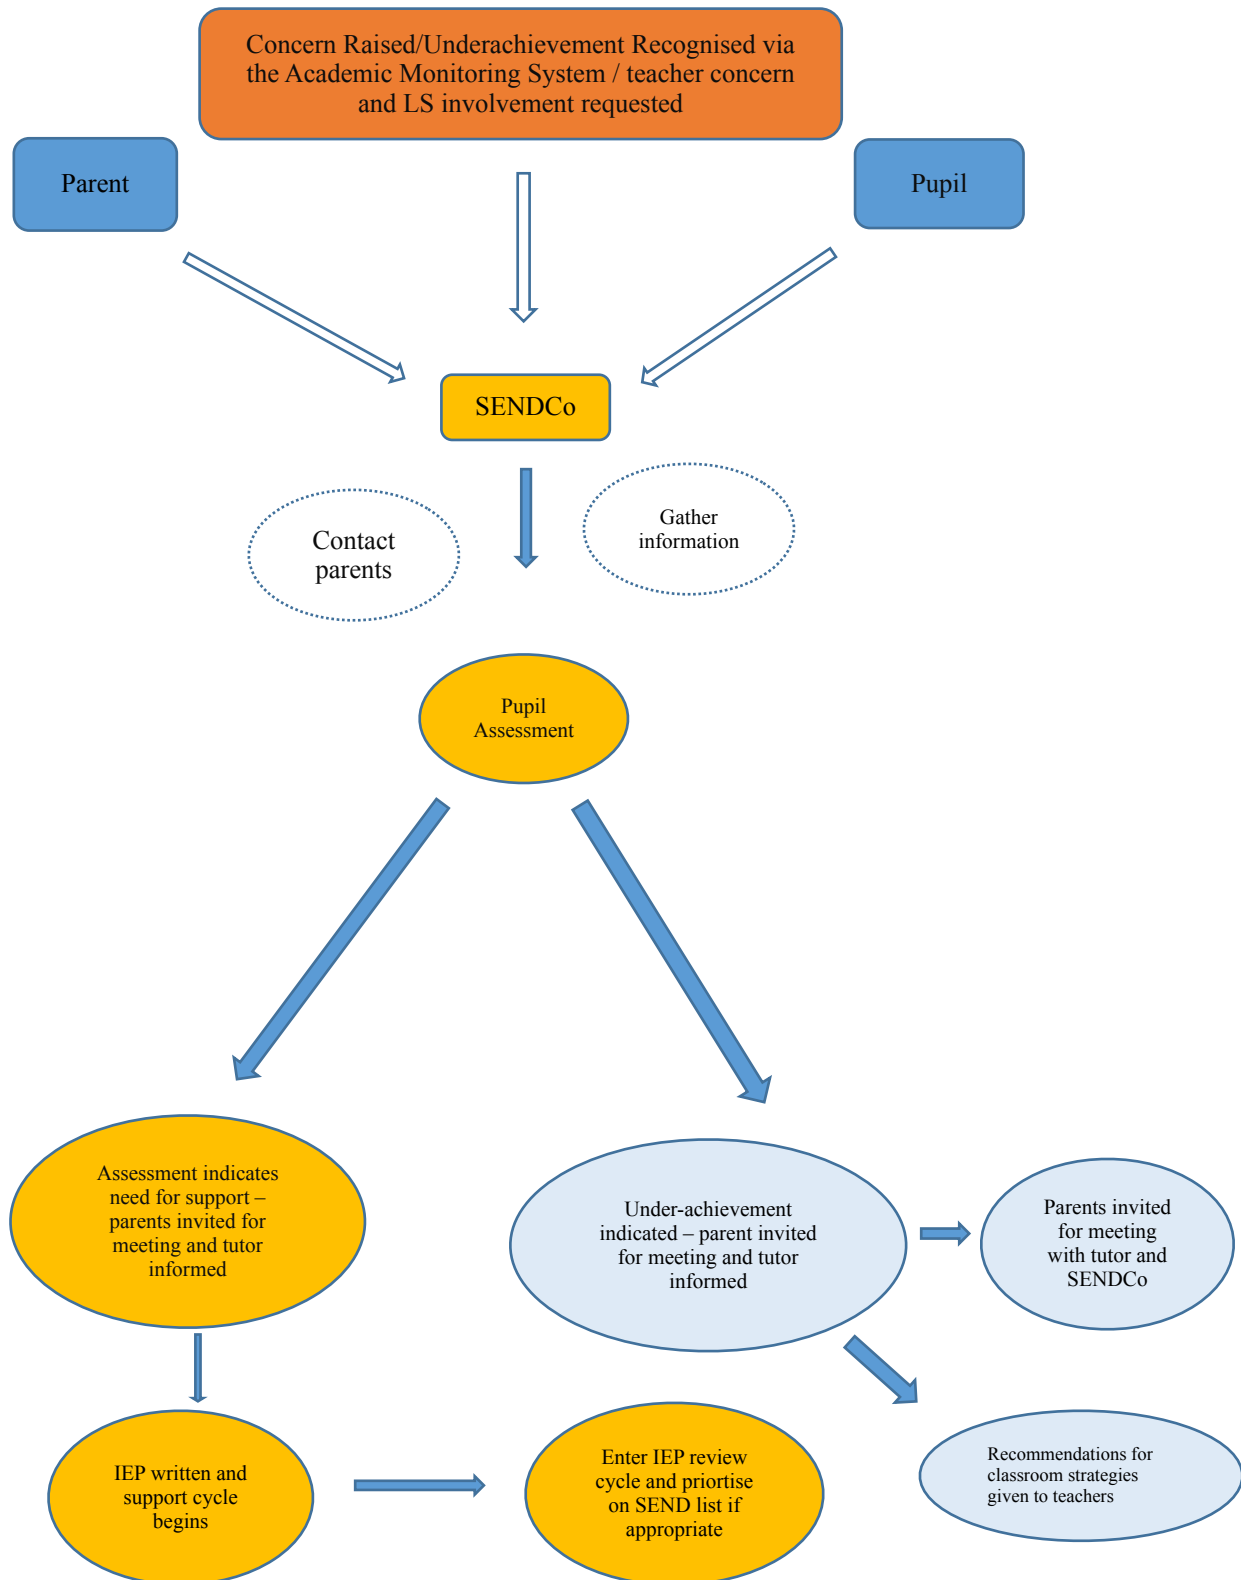 Concern Raised/Underachievement Recognised via
the Academic Monitoring System / teacher concern
and LS involvement requested
Parent
Pupil
SENDCo
Contact
parents
Gather
information
Pupil
Assessment
Assessment indicates
need for support –
parents invited for
meeting and tutor
informed
Under-achievement
indicated – parent invited
for meeting and tutor
informed
Parents invited
for meeting
with tutor and
SENDCo
IEP written and
support cycle
begins
Enter IEP review
cycle and priortise
on SEND list if
appropriate
Recommendations for
classroom strategies
given to teachers